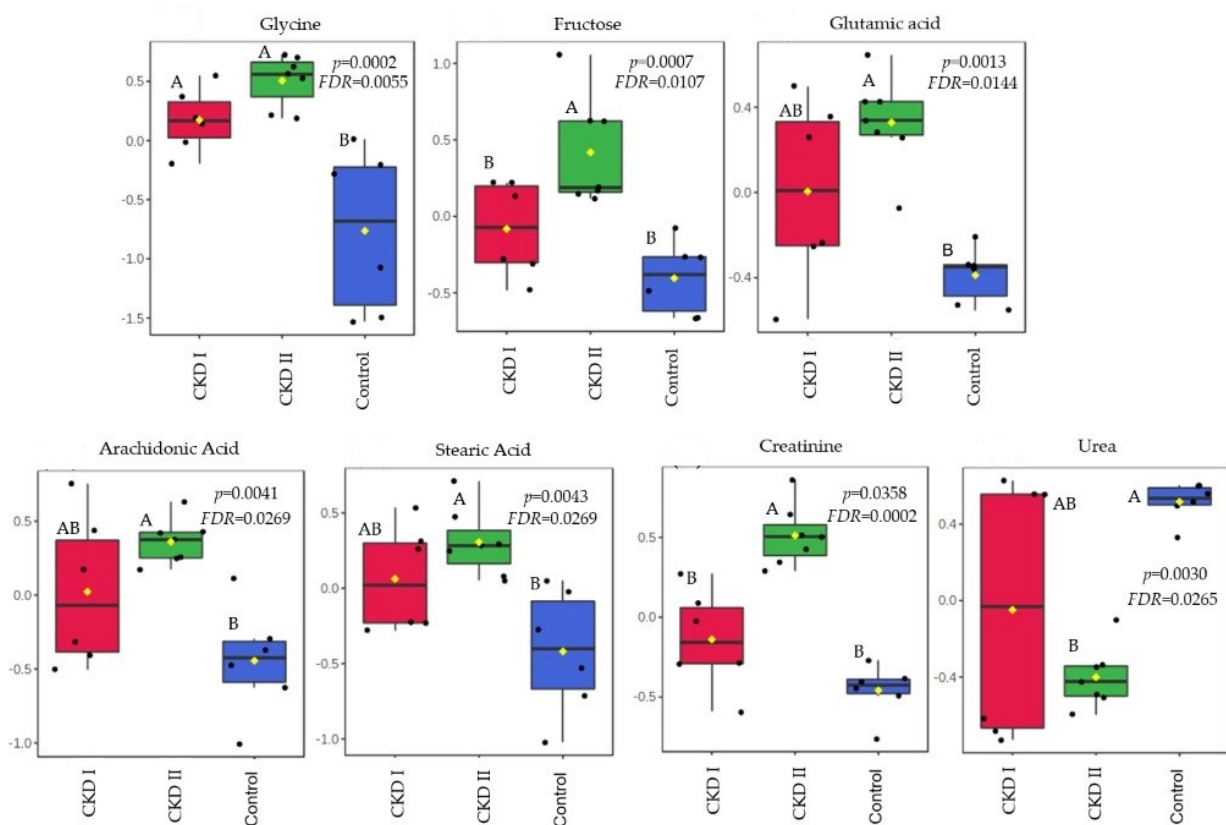 Glycine
Fructose
Glutamic acid
0.5
0.0
-0.5
-1.0
-1.5
A
A
B
p=0.0002
FDR=0.0055
CKD I
CKD II
Control
1.0
0.5
0.0
-0.5
B
A
B
p=0.0007
FDR=0.0107
CKD I
CKD II
Control
0.4
0.0
-0.4
AB
A
B
p=0.0013
FDR=0.0144
CKD I
CKD II
Control
Arachidonic Acid
Stearic Acid
Creatinine
Urea
0.5
0.0
-0.5
-1.0
AB
A
B
p=0.0041
FDR=0.0269
CKD I
CKD II
Control
0.5
0.0
-0.5
-1.0
AB
A
B
p=0.0043
FDR=0.0269
CKD I
CKD II
Control
0.5
0.0
-0.5
B
A
B
p=0.0358
FDR=0.0002
CKD I
CKD II
Control
0.4
0.0
-0.4
AB
B
A
p=0.0030
FDR=0.0265
CKD I
CKD II
Control